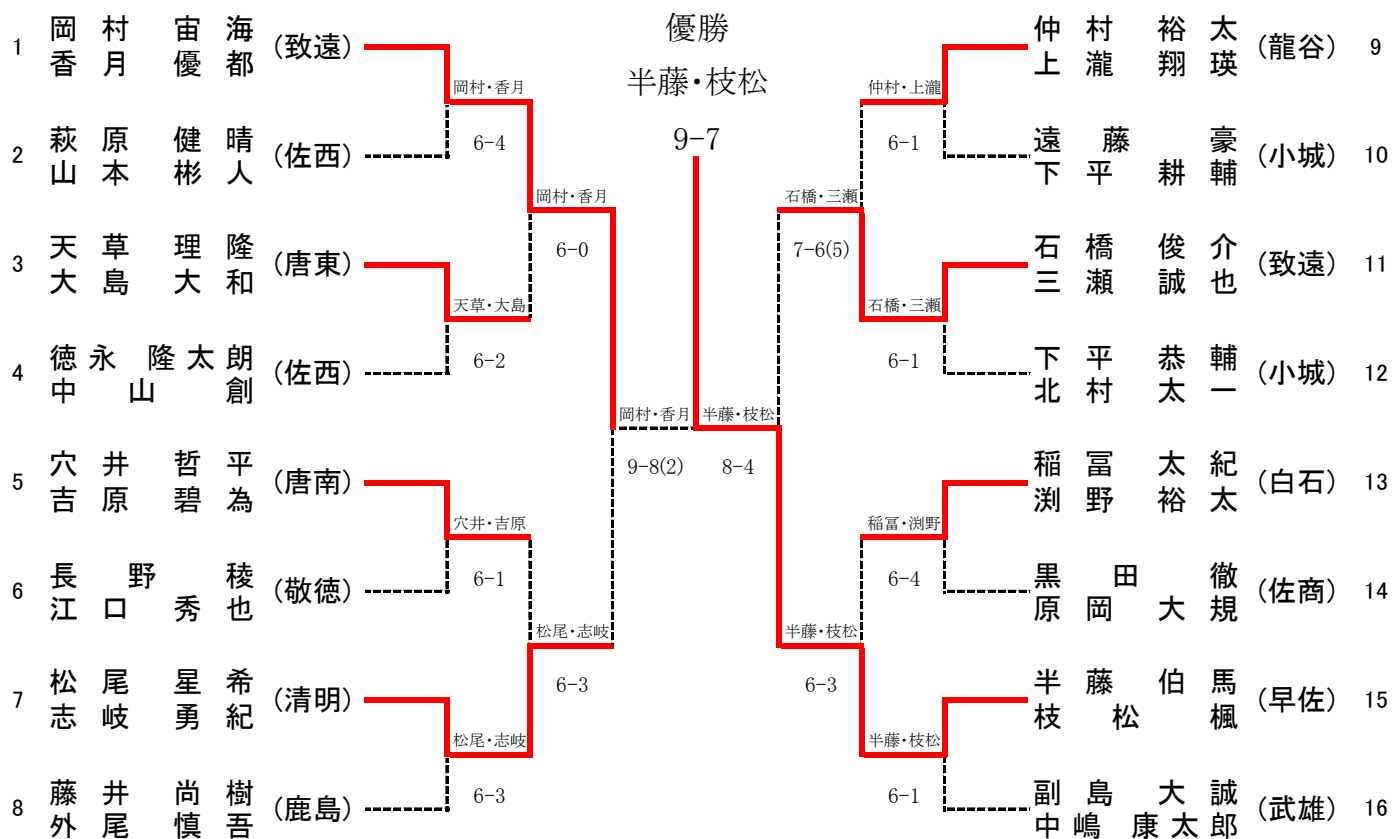 優勝
半藤・枝松
9-7
1 岡村宙海 (致遠)
香月優都
岡村・香月
6-4
2 萩原健晴 (佐西)
山本彬人
岡村・香月
6-0
3 天草理隆 (唐東)
大島大和
天草・大島
6-2
4 徳永隆太朗 (佐西)
中山創
岡村・香月
9-8(2)
5 穴井哲平 (唐南)
吉原碧為
穴井・吉原
6-1
6 長野稜 (敬徳)
江口秀也
松尾・志岐
6-3
7 松尾星希 (清明)
志岐勇紀
松尾・志岐
6-3
8 藤井尚樹 (鹿島)
外尾慎吾
仲村裕太 (龍谷) 9
上瀧翔瑛
仲村・上瀧
6-1
遠藤豪 (小城) 10
下平耕輔
石橋・三瀬
7-6(5)
石橋俊介 (致遠) 11
三瀬誠也
石橋・三瀬
6-1
下平恭輔 (小城) 12
北村太一
半藤・枝松
8-4
稲冨太紀 (白石) 13
渕野裕太
稲冨・渕野
6-4
黒田徹 (佐商) 14
原岡大規
半藤・枝松
6-3
半藤伯馬 (早佐) 15
枝松楓
半藤・枝松
6-1
副島大誠 (武雄) 16
中嶋康太郎